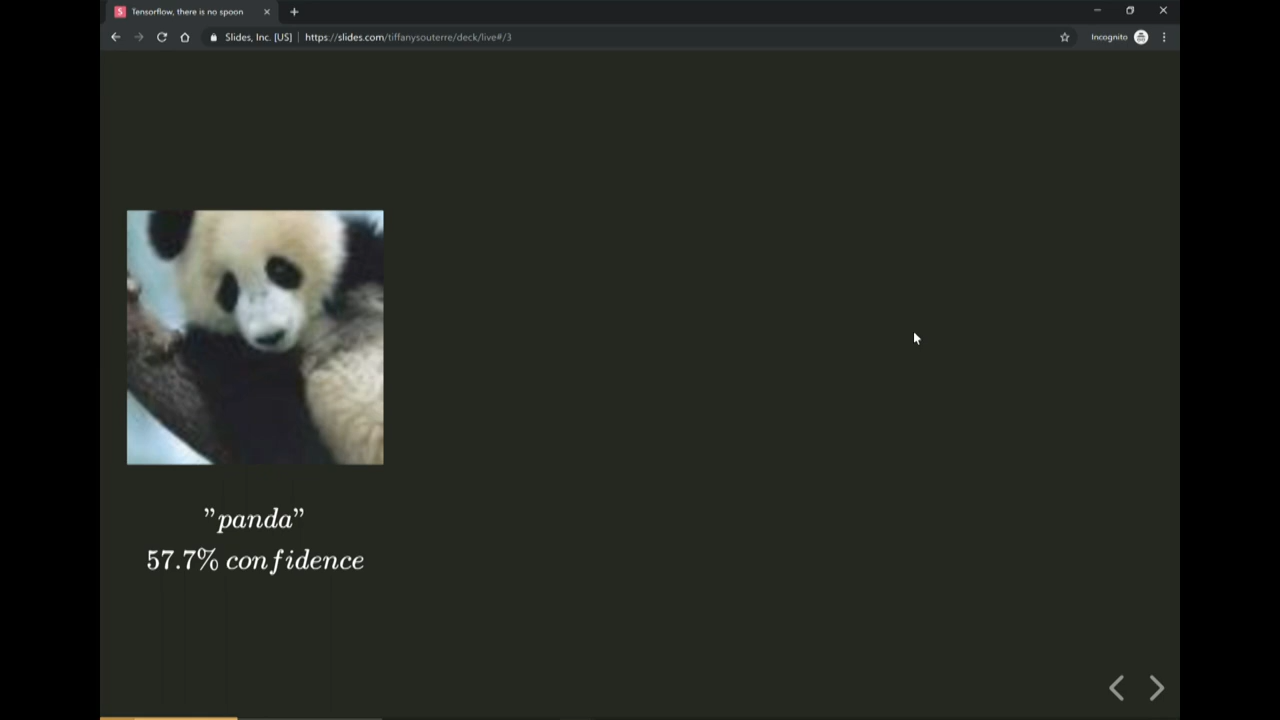 Tensorflow, there is no spoon
Slides, Inc. [US] | https://slides.com/tiffanysouterre/deck/live#/3
Incognito
"panda"
57.7% confidence